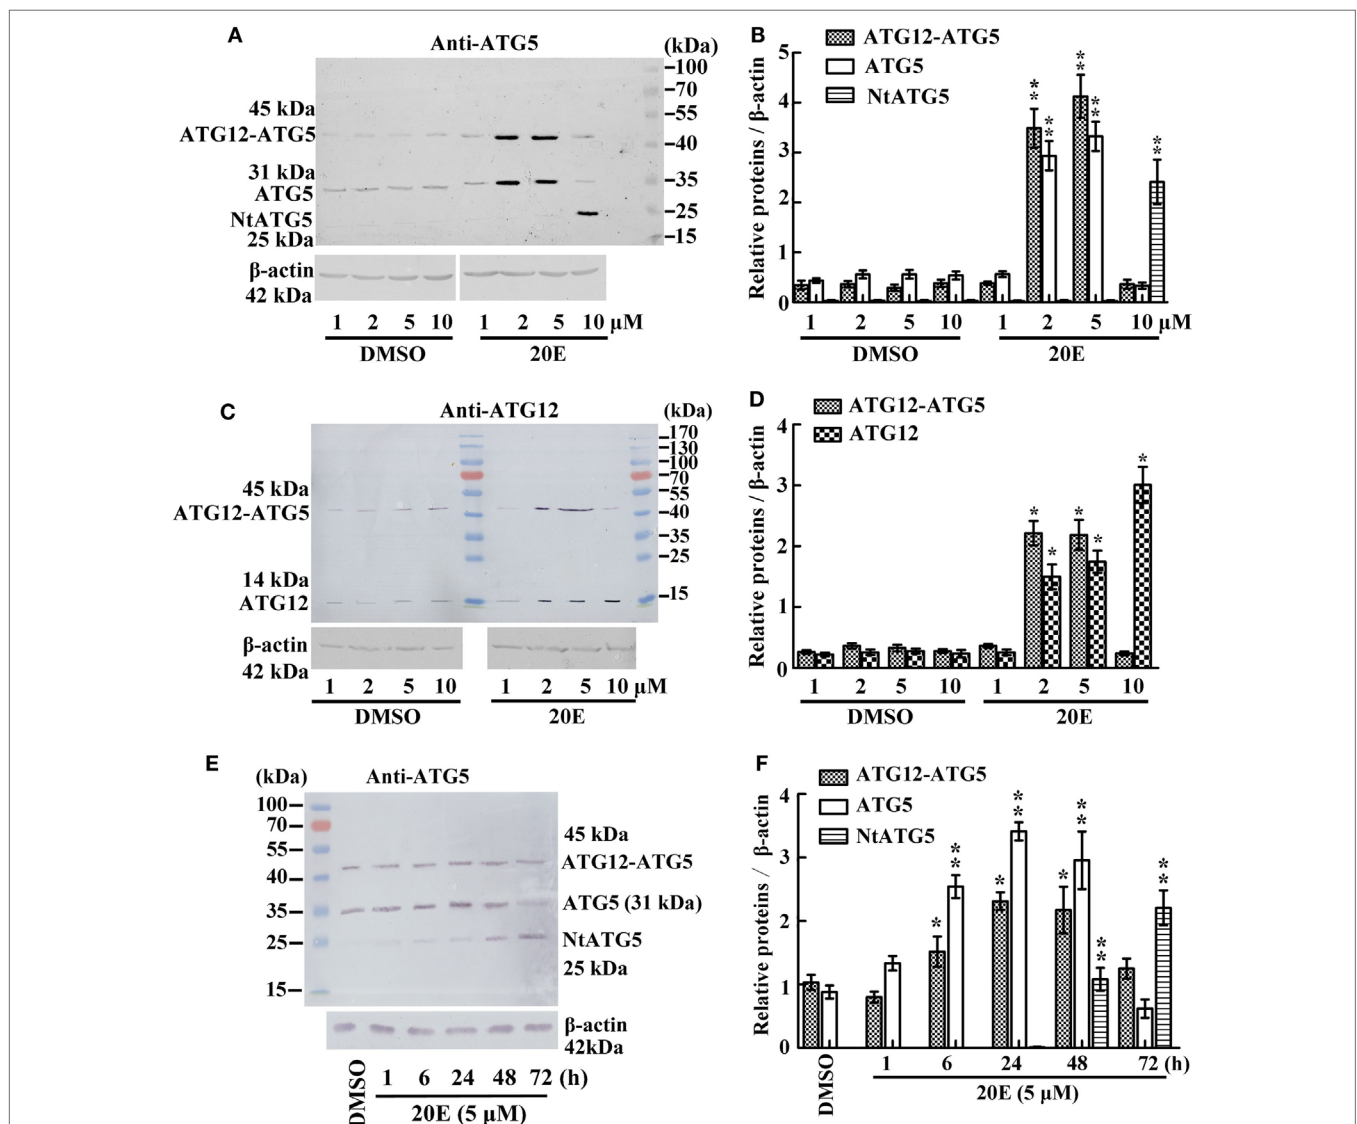 A
Anti-ATG5
(kDa)
100
70
55
40
35
25
15
45 kDa
ATG12-ATG5
31 kDa
ATG5
NtATG5
25 kDa
β-actin
42 kDa
1 2 5 10 1 2 5 10 μM
DMSO 20E
B
ATG12-ATG5
ATG5
NtATG5
Relative proteins / β-actin
5
4
3
2
1
0
** ** ** ** **
1 2 5 10 1 2 5 10 μM
DMSO 20E
C
Anti-ATG12
(kDa)
170
130
100
70
55
40
35
25
15
45 kDa
ATG12-ATG5
14 kDa
ATG12
β-actin
42 kDa
1 2 5 10 1 2 5 10 μM
DMSO 20E
D
ATG12-ATG5
ATG12
Relative proteins / β-actin
4
3
2
1
0
* * * * *
1 2 5 10 1 2 5 10
DMSO 20E
E
(kDa)
Anti-ATG5
100
70
55
40
35
25
15
45 kDa
ATG12-ATG5
ATG5 (31 kDa)
NtATG5
25 kDa
β-actin
42kDa
DMSO 1 6 24 48 72 (h)
20E (5 μM)
F
ATG12-ATG5
ATG5
NtATG5
Relative proteins / β-actin
4
3
2
1
0
* ** * ** * ** ** **
DMSO 1 6 24 48 72 (h)
20E (5 μM)